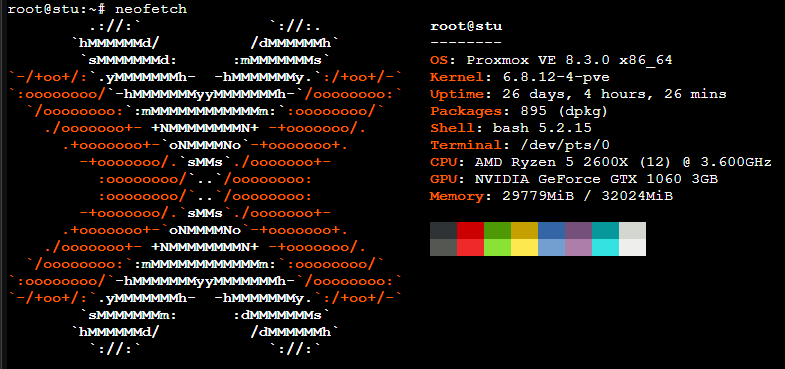 root@stu:~# neofetch
         .://:`              `://:.            root@stu
       `hMMMMMMd/          /dMMMMMMh`          --------
        `sMMMMMMMd:      :mMMMMMMMs`           OS: Proxmox VE 8.3.0 x86_64
`-/+oo+/:`.yMMMMMMMh-  -hMMMMMMMy.`:/+oo+/-`   Kernel: 6.8.12-4-pve
`:oooooooo/`-hMMMMMMMyyMMMMMMMh-`/oooooooo:`   Uptime: 26 days, 4 hours, 26 mins
  `/oooooooo:`:mMMMMMMMMMMMMm:`:oooooooo/`     Packages: 895 (dpkg)
    ./ooooooo+- +NMMMMMMMMN+ -+ooooooo/.       Shell: bash 5.2.15
      .+ooooooo+-`oNMMMMNo`-+ooooooo+.         Terminal: /dev/pts/0
        -+ooooooo/.`sMMs`./ooooooo+-           CPU: AMD Ryzen 5 2600X (12) @ 3.600GHz
          :oooooooo/`..`/oooooooo:             GPU: NVIDIA GeForce GTX 1060 3GB
          :oooooooo/`..`/oooooooo:             Memory: 29779MiB / 32024MiB
        -+ooooooo/.`sMMs`./ooooooo+-
      .+ooooooo+-`oNMMMMNo`-+ooooooo+.
    ./ooooooo+- +NMMMMMMMMN+ -+ooooooo/.
  `/oooooooo:`:mMMMMMMMMMMMMm:`:oooooooo/`
`:oooooooo/`-hMMMMMMMyyMMMMMMMh-`/oooooooo:`
`-/+oo+/:`.yMMMMMMMh-  -hMMMMMMMy.`:/+oo+/-`
        `sMMMMMMMm:      :dMMMMMMMs`
       `hMMMMMMd/          /dMMMMMMh`
         `://:`              `://:`